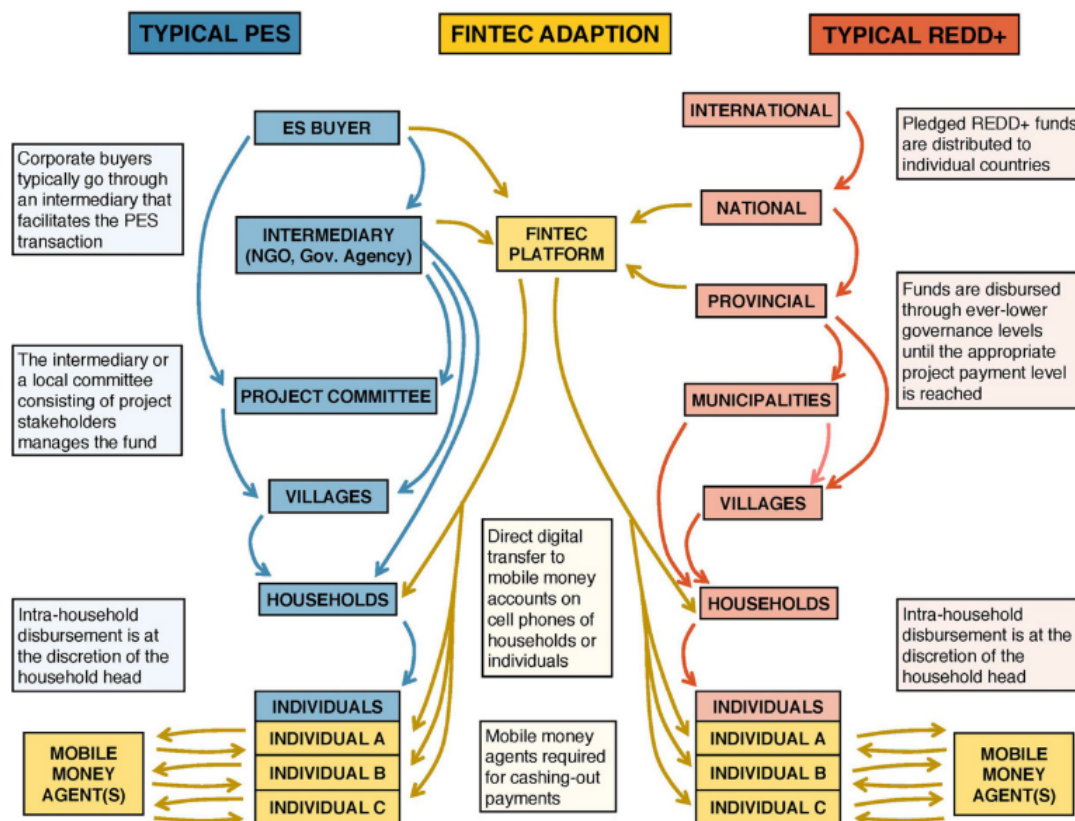 TYPICAL PES
FINTEC ADAPTION
TYPICAL REDD+
ES BUYER
INTERNATIONAL
Corporate buyers
typically go through
an intermediary that
facilitates the PES
transaction
Pledged REDD+ funds
are distributed to
individual countries
INTERMEDIARY
(NGO, Gov. Agency)
FINTEC
PLATFORM
NATIONAL
PROVINCIAL
Funds are disbursed
through ever-lower
governance levels
until the appropriate
project payment level
is reached
The intermediary or
a local committee
consisting of project
stakeholders
manages the fund
PROJECT COMMITTEE
MUNICIPALITIES
VILLAGES
VILLAGES
Direct digital
transfer to
mobile money
accounts on
cell phones of
households or
individuals
HOUSEHOLDS
HOUSEHOLDS
Intra-household
disbursement is at
the discretion of the
household head
Intra-household
disbursement is at the
discretion of the
household head
INDIVIDUALS
INDIVIDUAL A
INDIVIDUAL B
INDIVIDUAL C
Mobile money
agents required
for cashing-out
payments
INDIVIDUALS
INDIVIDUAL A
INDIVIDUAL B
INDIVIDUAL C
MOBILE
MONEY
AGENT(S)
MOBILE
MONEY
AGENT(S)